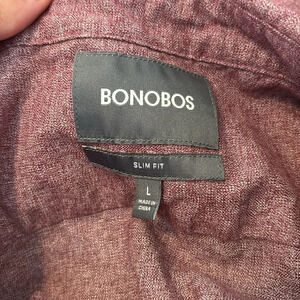 BONOBOS
SLIM FIT
L
MADE IN
CHINA